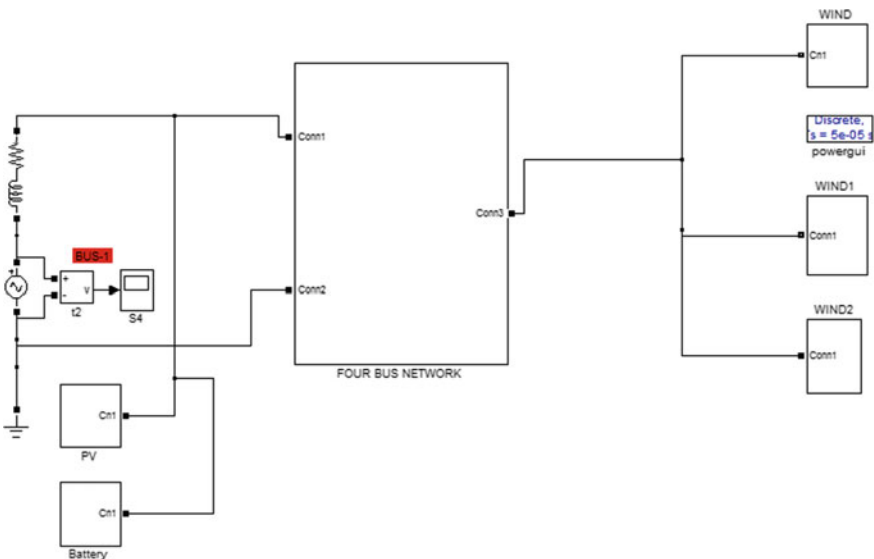 WIND
Cn1
Discrete,
s = 5e-05 s
powergui
Conn1
Conn3
WIND1
Conn1
BUS-1
+
-
v
t2
S4
+
Conn2
FOUR BUS NETWORK
WIND2
Conn1
Cn1
PV
Cn1
Battery